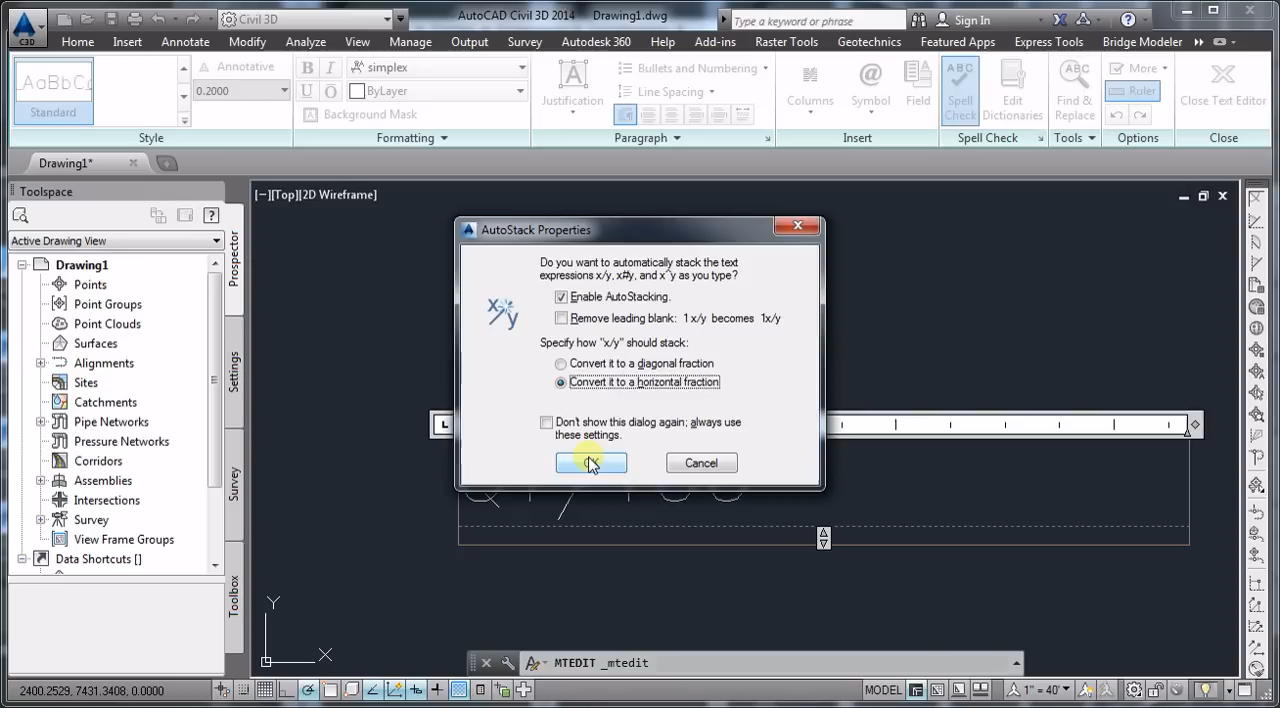 Civil 3D
AutoCAD Civil 3D 2014 Drawing1.dwg
Type a keyword or phrase
Sign In
C3D
Home Insert Annotate Modify Analyze View Manage Output Survey Autodesk 360 Help Add-ins Raster Tools Geotechnics Featured Apps Express Tools Bridge Modeler
AaBbCc
Standard
Annotative
0.2000
Style
simplex
ByLayer
Background Mask
Formatting
Justification
Bullets and Numbering
Line Spacing
Paragraph
Columns
Symbol
Field
Insert
ABC
Spell
Check
Edit
Dictionaries
Spell Check
ABC
Find &
Replace
Tools
More
Ruler
Options
Close Text Editor
Close
Drawing1*
Toolspace
Active Drawing View
Drawing1
Points
Point Groups
Point Clouds
Surfaces
Alignments
Sites
Catchments
Pipe Networks
Pressure Networks
Corridors
Assemblies
Intersections
Survey
View Frame Groups
Data Shortcuts []
Prospector
Settings
Survey
Toolbox
[−][Top][2D Wireframe]
AutoStack Properties
Do you want to automatically stack the text
expressions x/y, x#y, and x^y as you type?
Enable AutoStacking.
Remove leading blank: 1 x/y becomes 1x/y
Specify how "x/y" should stack:
Convert it to a diagonal fraction
Convert it to a horizontal fraction
Don't show this dialog again; always use
these settings.
OK
Cancel
x/y
Y
X
MTEDIT _mtedit
2400.2529, 7431.3408, 0.0000
MODEL
1" = 40'